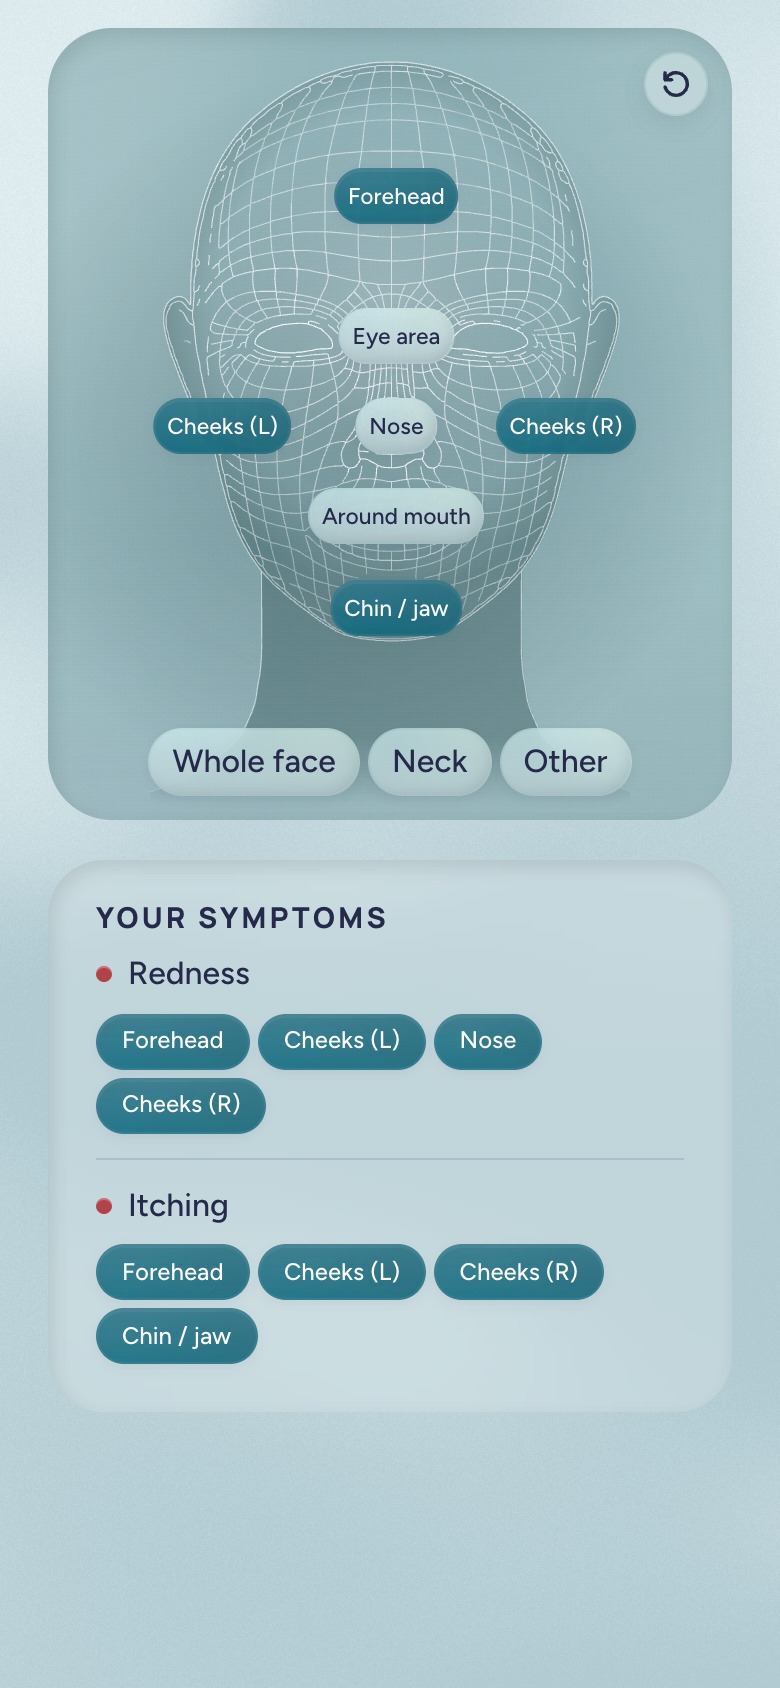 Forehead
Eye area
Cheeks (L) Nose Cheeks (R)
Around mouth
Chin / jaw
Whole face Neck Other
YOUR SYMPTOMS
Redness
Forehead Cheeks (L) Nose
Cheeks (R)
Itching
Forehead Cheeks (L) Cheeks (R)
Chin / jaw